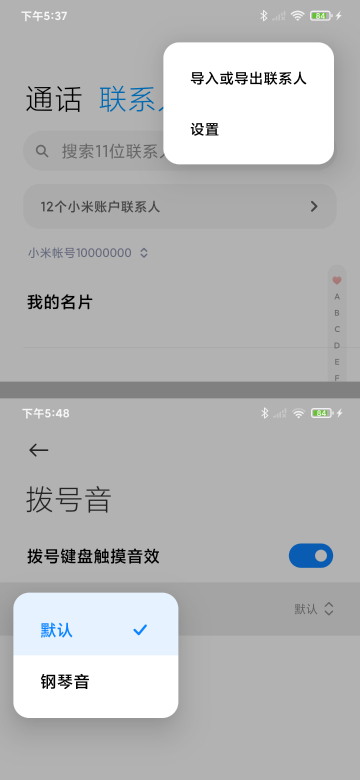 下午5:37
84
导入或导出联系人
设置
通话 联系
搜索11位联系
12个小米账户联系人
小米帐号10000000
我的名片
A
B
C
D
E
F
下午5:48
84
拨号音
拨号键盘触摸音效
默认
默认
钢琴音